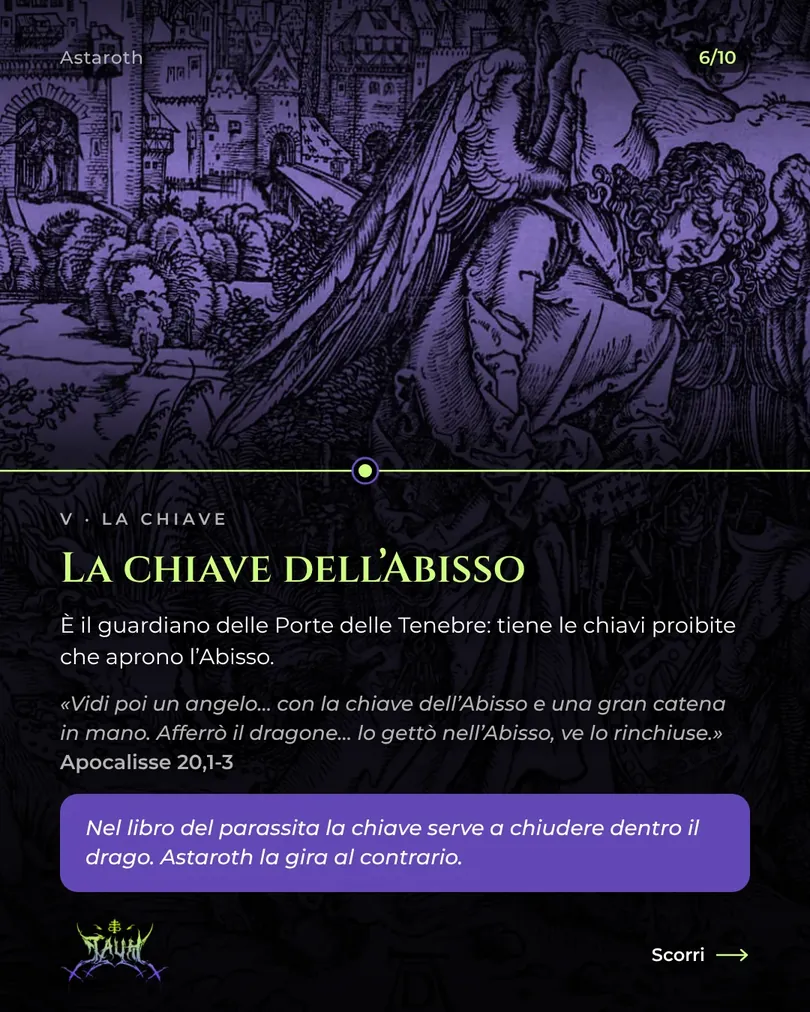 Astaroth
6/10
V · LA CHIAVE
La chiave dell’Abisso
È il guardiano delle Porte delle Tenebre: tiene le chiavi proibite
che aprono l’Abisso.
«Vidi poi un angelo... con la chiave dell’Abisso e una gran catena
in mano. Afferrò il dragone... lo gettò nell’Abisso, ve lo rinchiuse.»
Apocalisse 20,1-3
Nel libro del parassita la chiave serve a chiudere dentro il
drago. Astaroth la gira al contrario.
Scorri